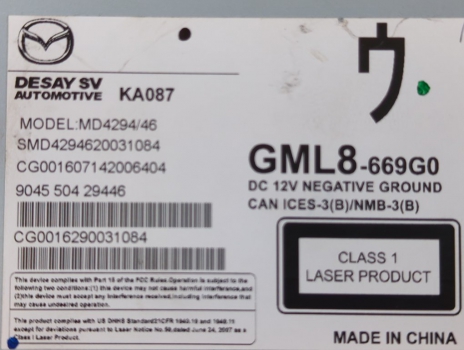 DESAY SV
AUTOMOTIVE KA087
ウ
MODEL:MD4294/46
SMD4294620031084
CG001607142006404
9045 504 29446
GML8-669G0
DC 12V NEGATIVE GROUND
CAN ICES-3(B)/NMB-3(B)
CG0016290031084
CLASS 1
LASER PRODUCT
This device complies with Part 15 of the FCC Rules.Operation is subject to the
following two conditions:(1) this device may not cause harmful interference,and
(2)this device must accept any interference received,including interference that
may cause undesired operation.
This product complies with US DHHS Standard21CFR 1040.10 and 1040.11
except for deviations pursuant to Laser Notice No.50,dated June 24, 2007 as a
Class 1 Laser Product.
MADE IN CHINA